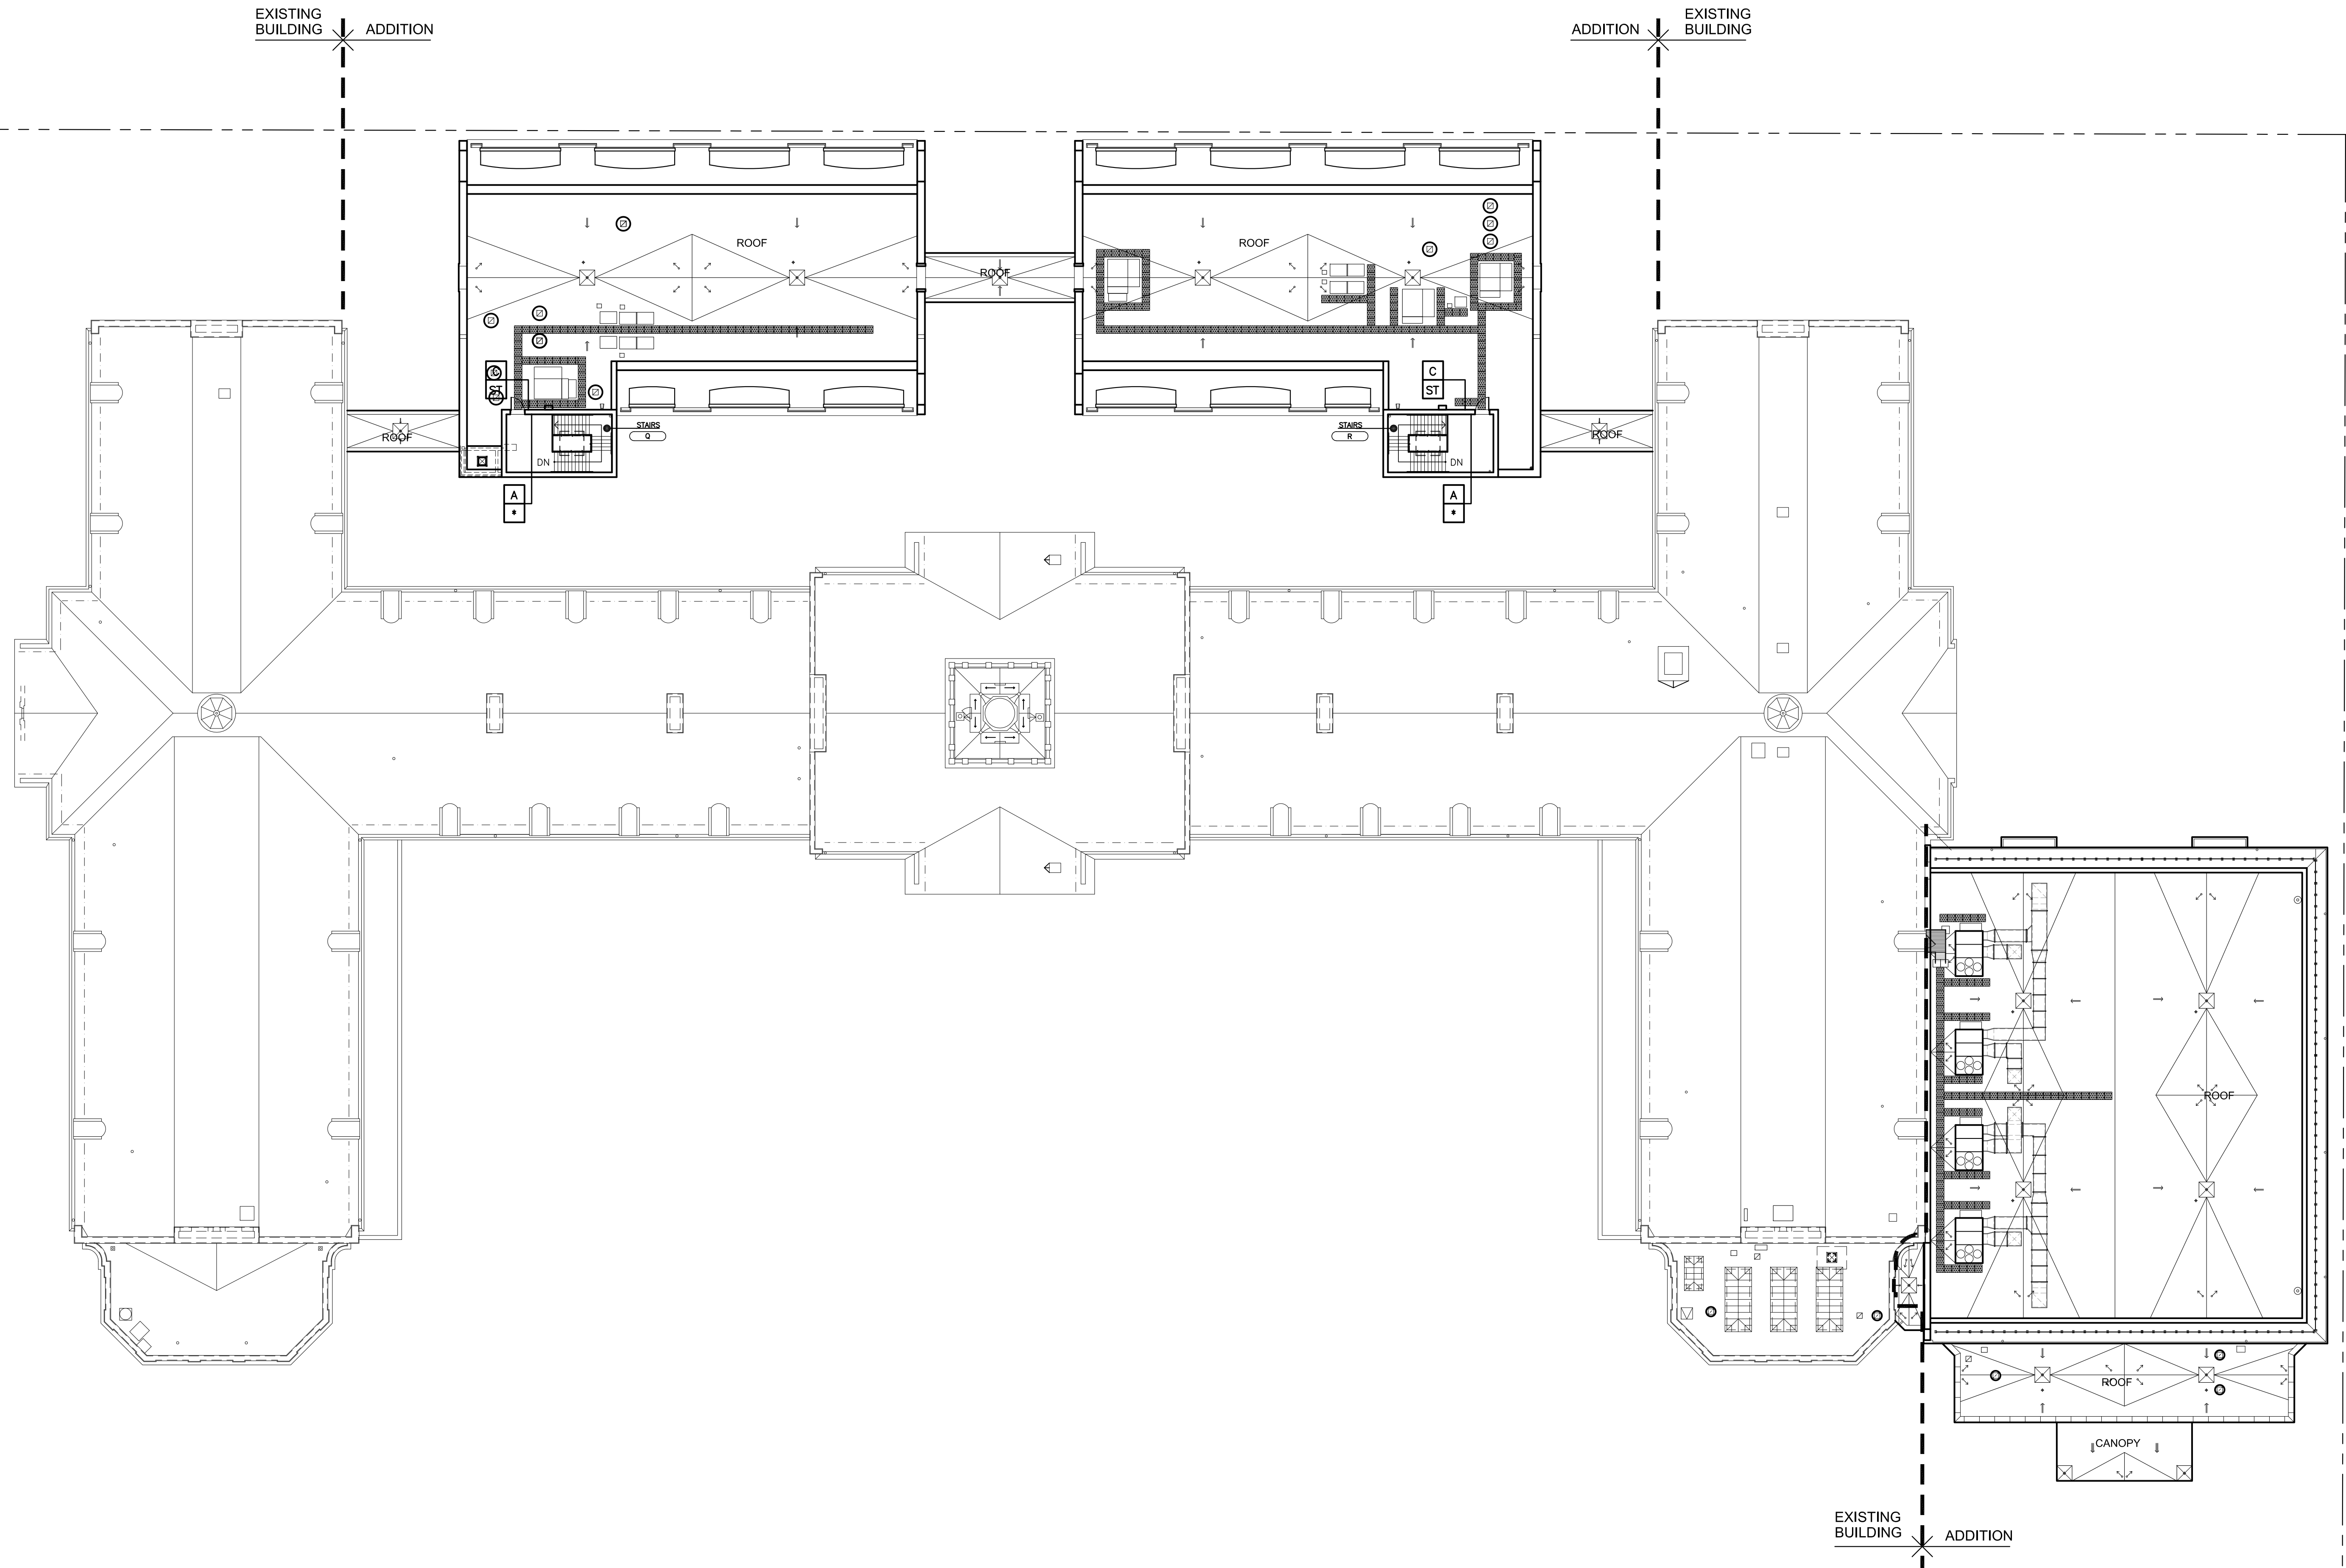 EXISTING
BUILDING
ADDITION
ADDITION
EXISTING
BUILDING
ROOF
ROOF
ROOF
C
ST
C
ST
ROOF
STAIRS
Q
STAIRS
R
ROOF
DN
DN
A
*
A
*
ROOF
ROOF
CANOPY
EXISTING
BUILDING
ADDITION